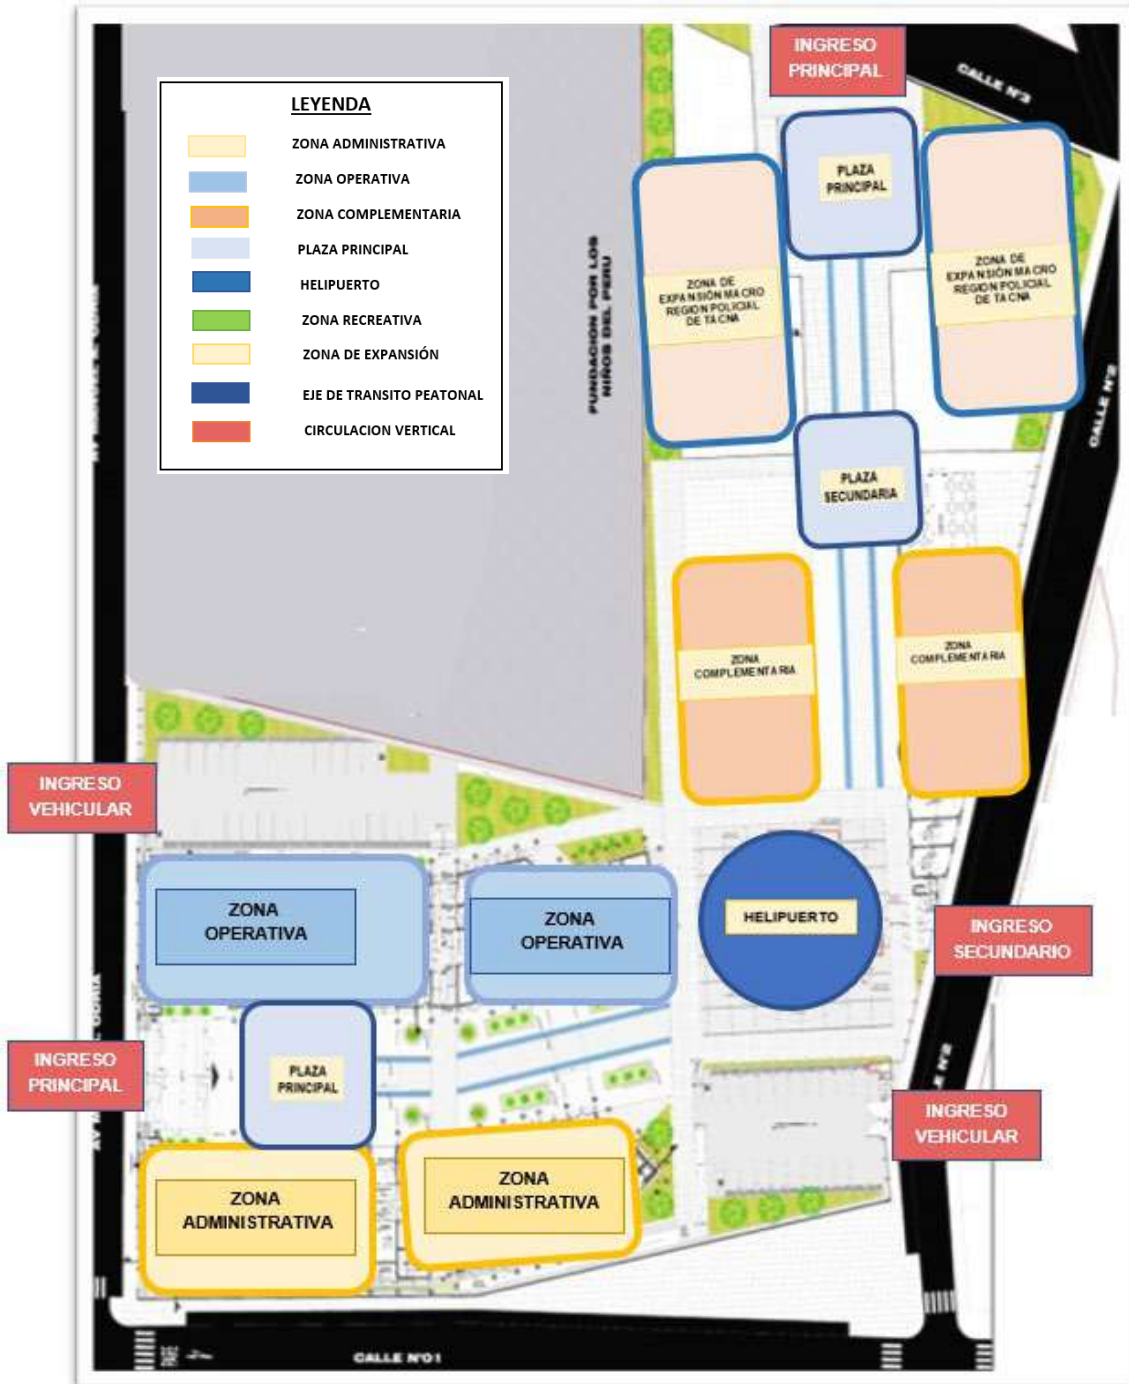 INGRESO
PRINCIPAL
CALLE N°3
LEYENDA
ZONA ADMINISTRATIVA
ZONA OPERATIVA
ZONA COMPLEMENTARIA
PLAZA PRINCIPAL
HELIPUERTO
ZONA RECREATIVA
ZONA DE EXPANSIÓN
EJE DE TRANSITO PEATONAL
CIRCULACION VERTICAL
PLAZA
PRINCIPAL
ZONA DE
EXPANSIÓN MACRO
REGION POLICIAL
DE TACNA
ZONA DE
EXPANSIÓN MACRO
REGION POLICIAL
DE TACNA
FUNDACION POR LOS
NIÑOS DEL PERU
CALLE N°2
PLAZA
SECUNDARIA
ZONA
COMPLEMENTARIA
ZONA
COMPLEMENTARIA
INGRESO
VEHICULAR
ZONA
OPERATIVA
ZONA
OPERATIVA
HELIPUERTO
INGRESO
SECUNDARIO
INGRESO
PRINCIPAL
PLAZA
PRINCIPAL
INGRESO
VEHICULAR
ZONA
ADMINISTRATIVA
ZONA
ADMINISTRATIVA
PARE
CALLE N°01